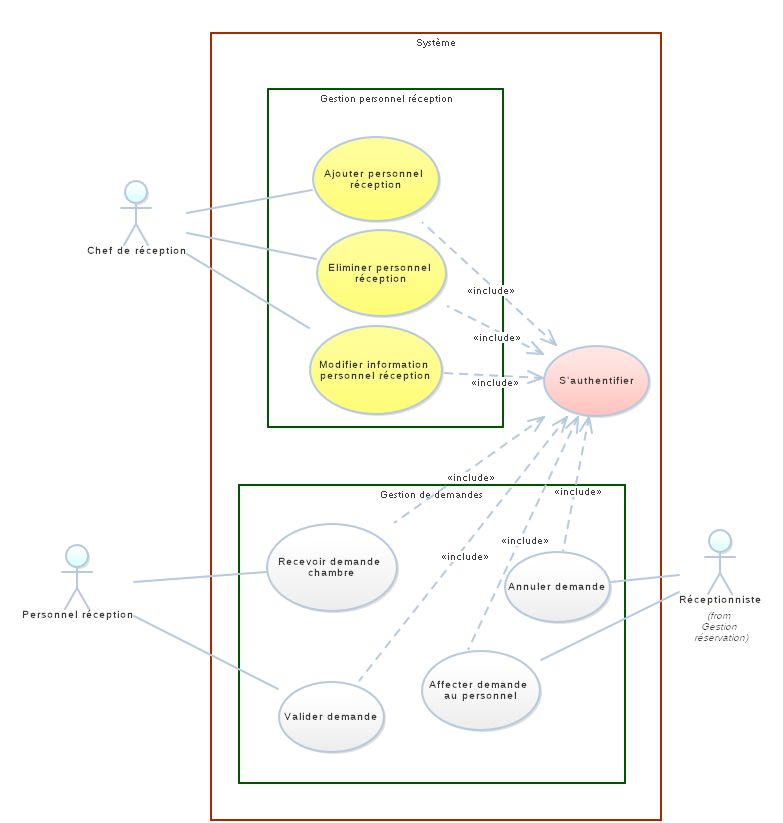 Système
Gestion personnel réception
Ajouter personnel
réception
Chef de réception
Eliminer personnel
réception
«include»
«include»
Modifier information
personnel réception
«include»
S'authentifier
«include»
«include»
Gestion de demandes
«include»
«include»
Recevoir demande
chambre
Annuler demande
Personnel réception
Réceptionniste
(from
Gestion
réservation)
Affecter demande
au personnel
Valider demande